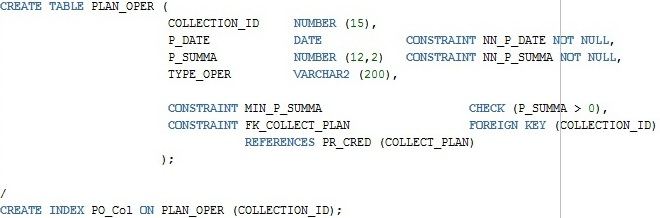 CREATE TABLE PLAN_OPER (
COLLECTION_ID NUMBER (15),
P_DATE DATE CONSTRAINT NN_P_DATE NOT NULL,
P_SUMMA NUMBER (12,2) CONSTRAINT NN_P_SUMMA NOT NULL,
TYPE_OPER VARCHAR2 (200),
CONSTRAINT MIN_P_SUMMA CHECK (P_SUMMA > 0),
CONSTRAINT FK_COLLECT_PLAN FOREIGN KEY (COLLECTION_ID)
REFERENCES PR_CRED (COLLECT_PLAN)
);
/
CREATE INDEX PO_Col ON PLAN_OPER (COLLECTION_ID);